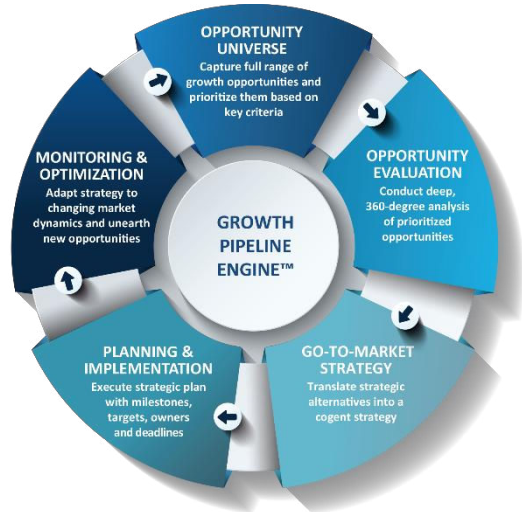 OPPORTUNITY
UNIVERSE
Capture full range of
growth opportunities and
prioritize them based on
key criteria
OPPORTUNITY
EVALUATION
Conduct deep,
360-degree analysis
of prioritized
opportunities
GO-TO-MARKET
STRATEGY
Translate strategic
alternatives into a
cogent strategy
PLANNING &
IMPLEMENTATION
Execute strategic plan
with milestones,
targets, owners
and deadlines
MONITORING &
OPTIMIZATION
Adapt strategy to
changing market
dynamics and unearth
new opportunities
GROWTH
PIPELINE
ENGINE™